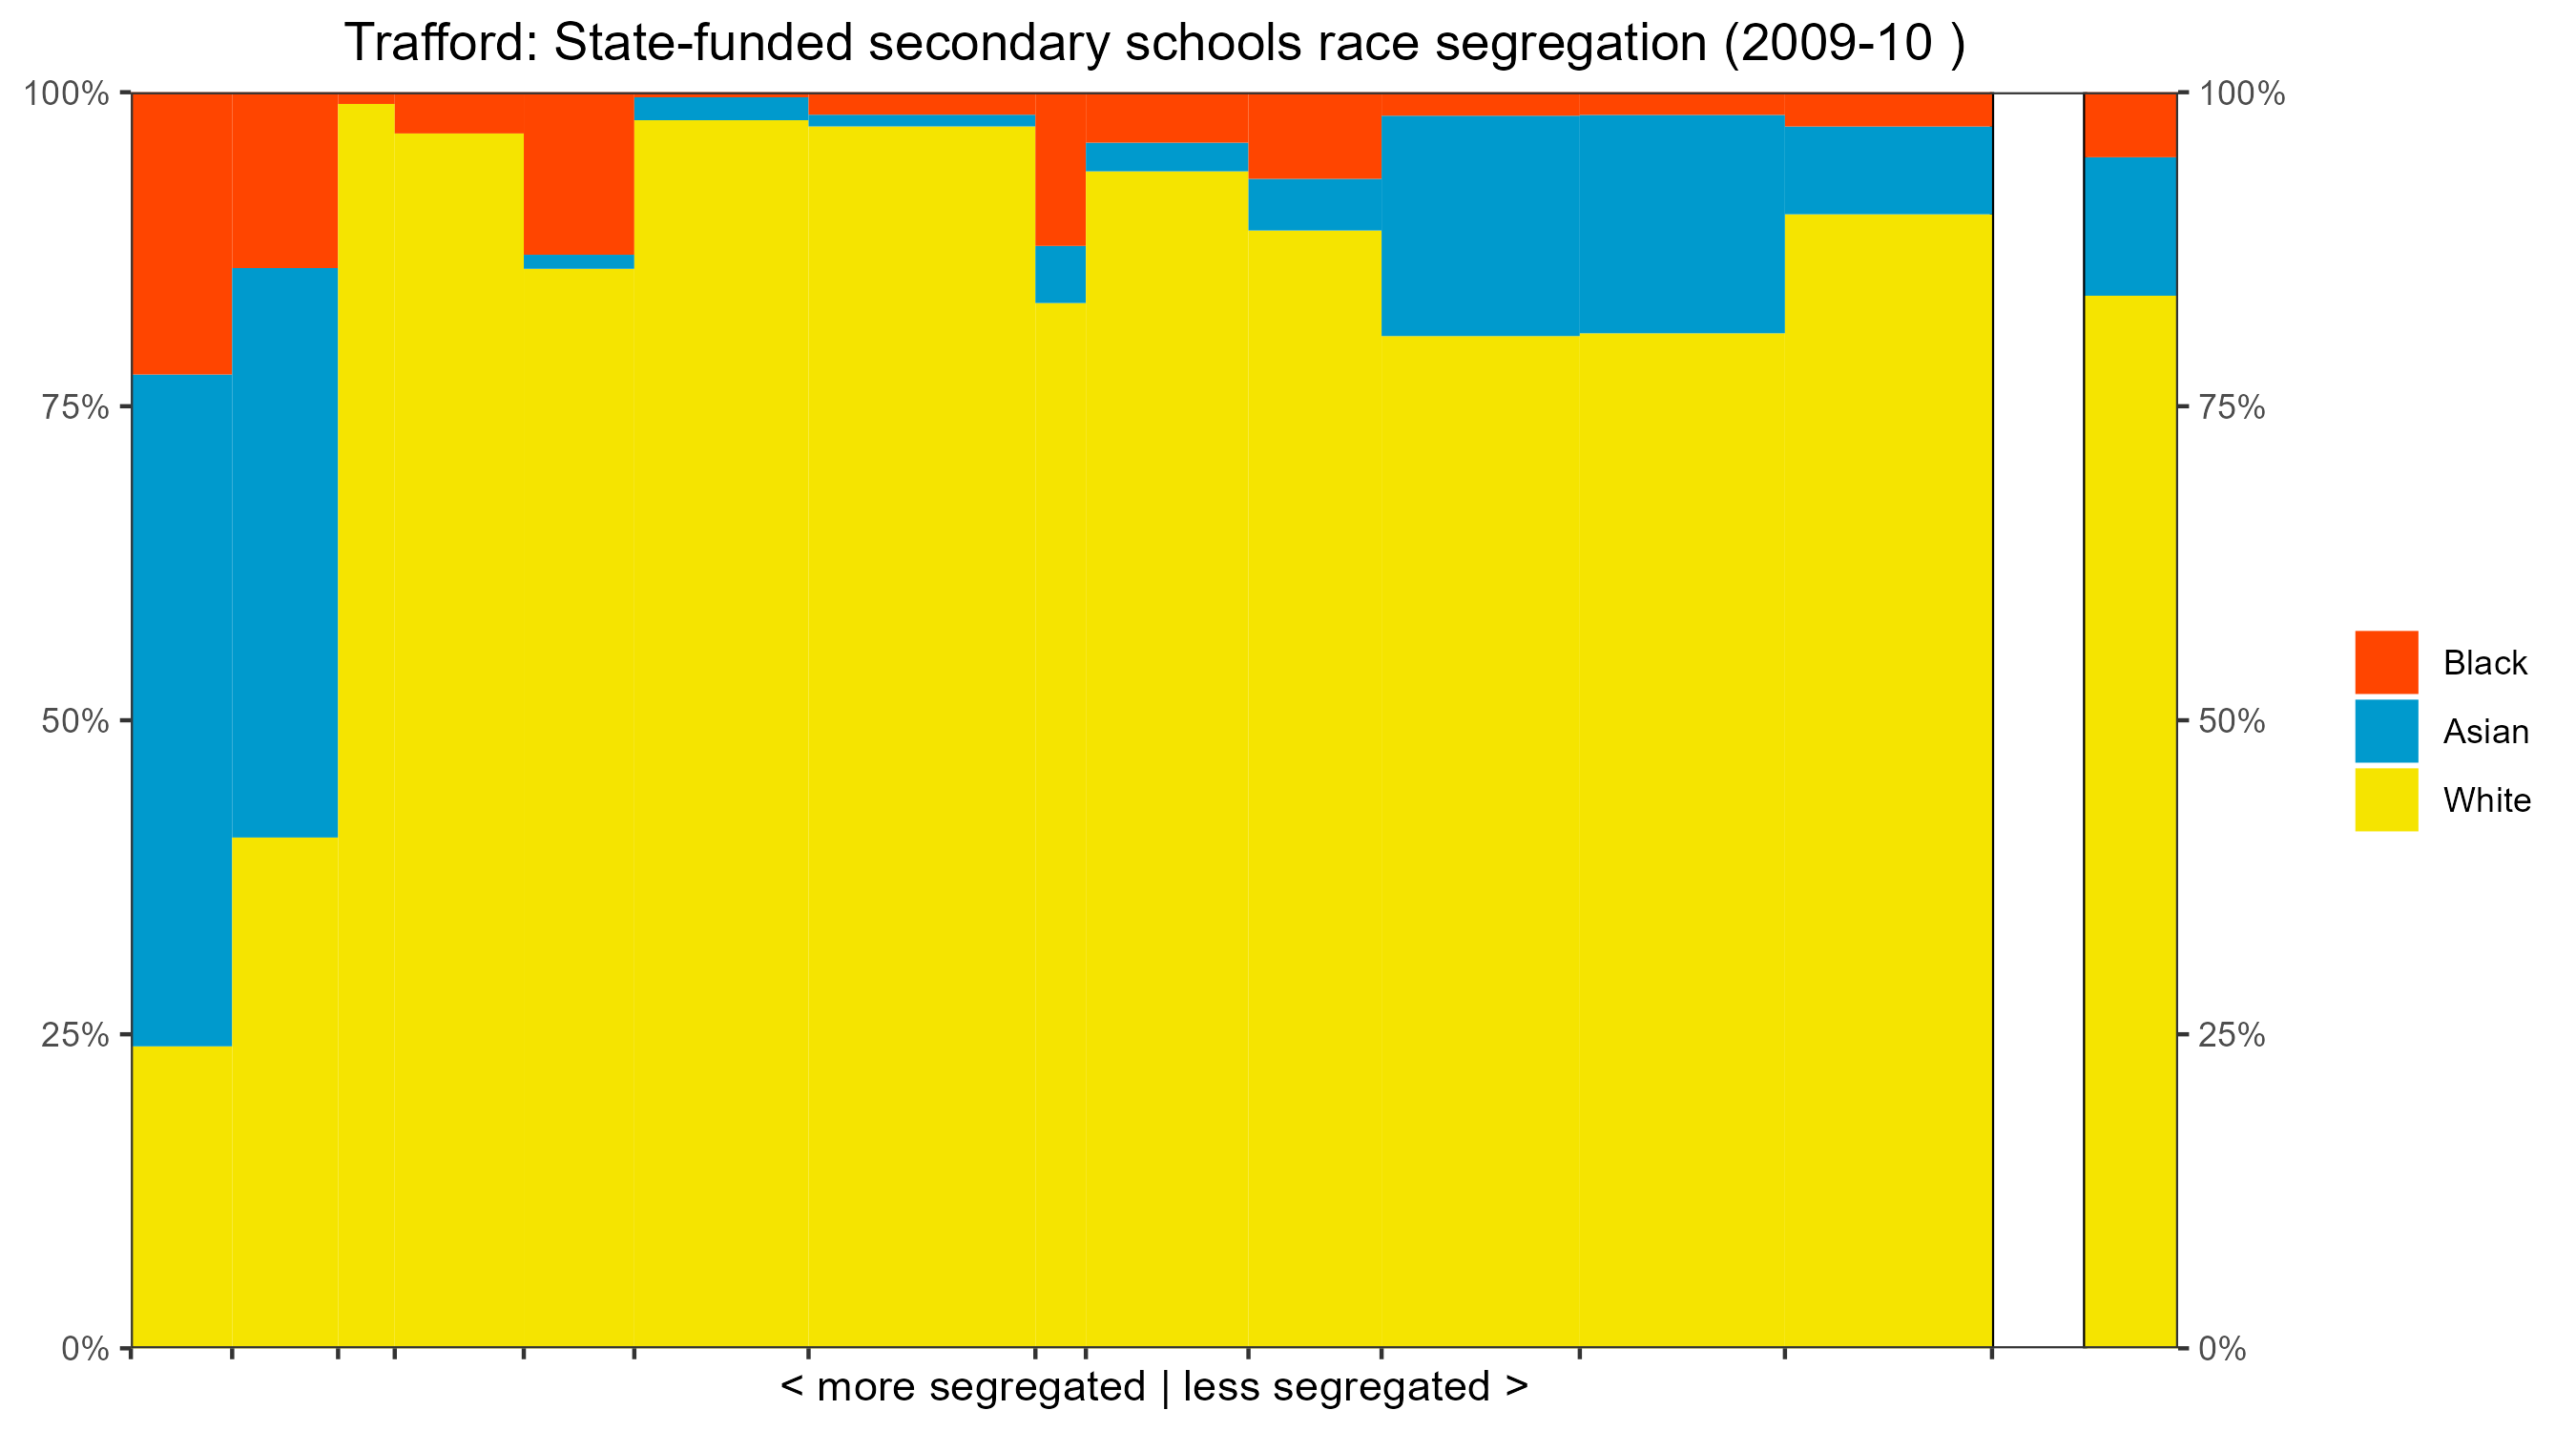 Trafford: State-funded secondary schools race segregation (2009-10 )
100%
75%
50%
25%
0%
100%
75%
50%
25%
0%
Black
Asian
White
< more segregated | less segregated >